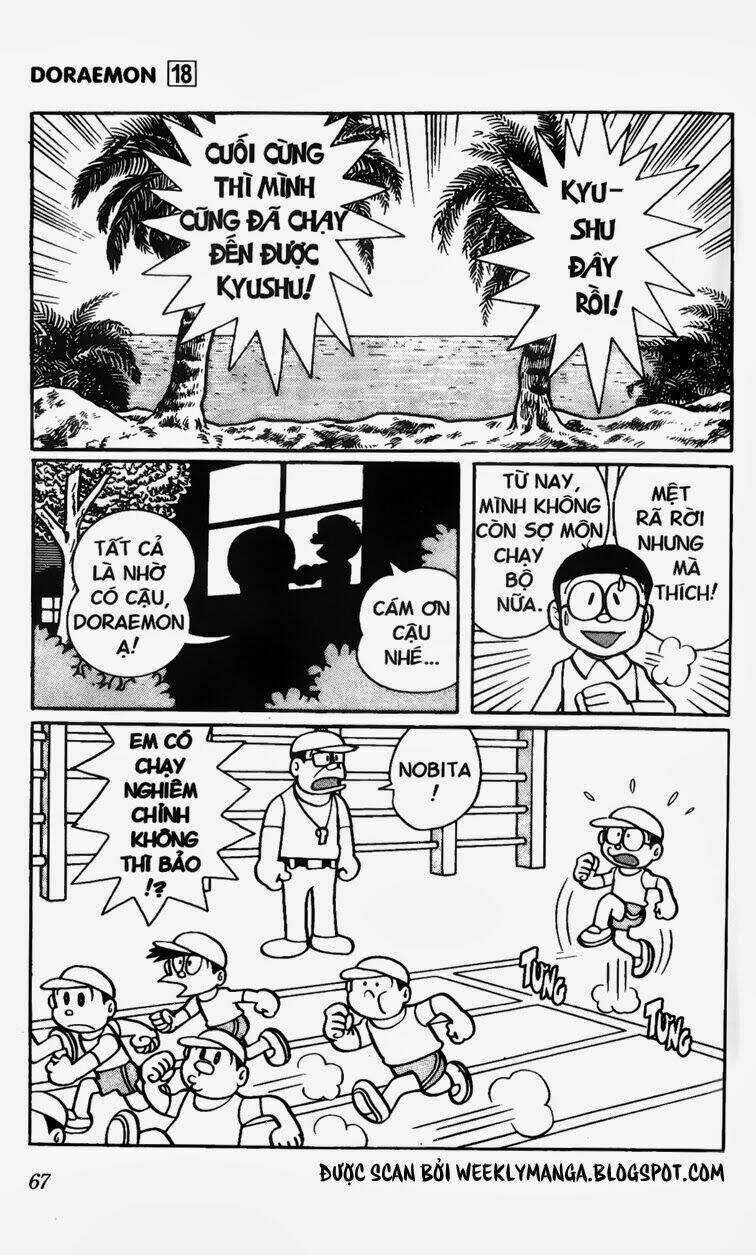 DORAEMON 18
CUỐI CÙNG
THÌ MÌNH
CŨNG ĐÃ CHẠY
ĐẾN ĐƯỢC
KYUSHU!
KYU-
SHU
ĐÂY
RỒI!
TẤT CẢ
LÀ NHỜ
CÓ CẬU,
DORAEMON
Ạ!
CÁM ƠN
CẬU
NHÉ...
TỪ NAY,
MÌNH KHÔNG
CÒN SỢ MÔN
CHẠY
BỘ
NỮA.
MỆT
RÃ RỜI
NHƯNG
MÀ
THÍCH!
EM CÓ
CHẠY
NGHIÊM
CHỈNH
KHÔNG
THÌ BẢO
!?
NOBITA
!
TƯNG
TƯNG
67
ĐƯỢC SCAN BỞI WEEKLYMANGA.BLOGSPOT.COM